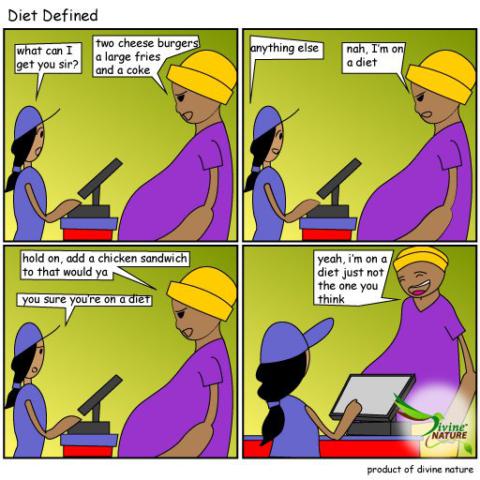 Diet Defined
what can I
get you sir?
two cheese burgers
a large fries
and a coke
anything else
nah, I'm on
a diet
hold on, add a chicken sandwich
to that would ya
you sure you're on a diet
yeah, i'm on a
diet just not
the one you
think
Divine
NATURE
product of divine nature